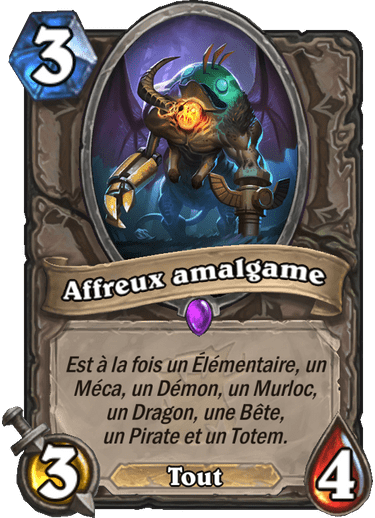 3
Affreux amalgame
Est à la fois un Élémentaire, un
Méca, un Démon, un Murloc,
un Dragon, une Bête,
un Pirate et un Totem.
3
Tout
4